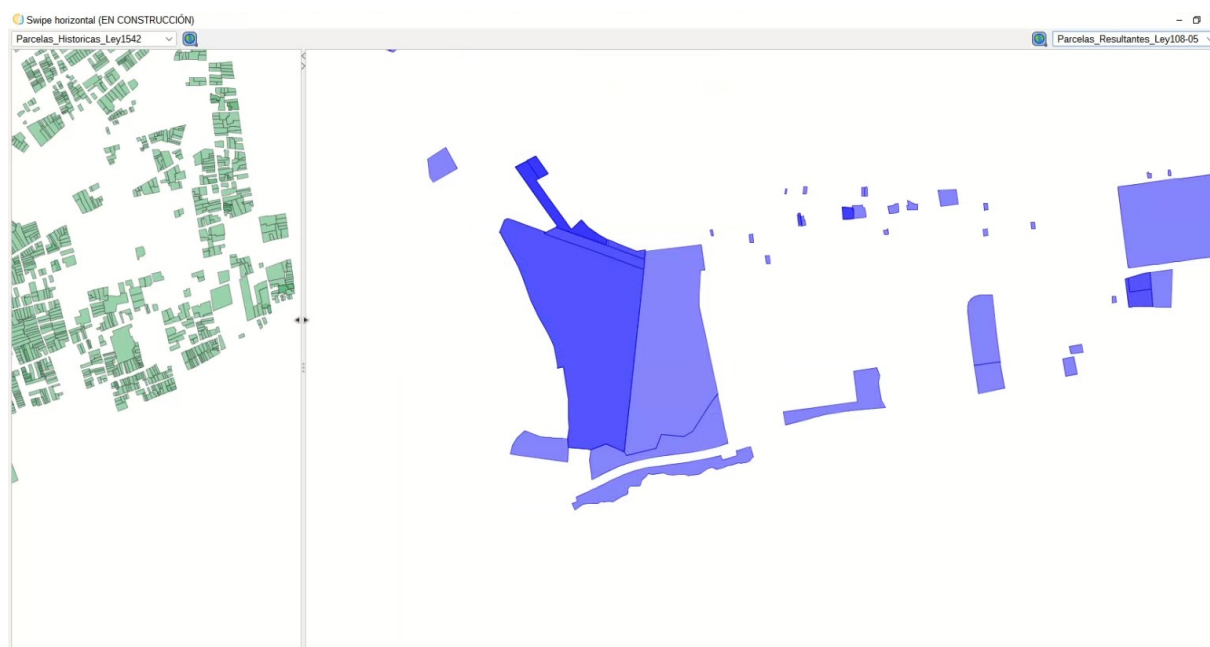 Swipe horizontal (EN CONSTRUCCIÓN)
Parcelas_Historicas_Ley1542
Parcelas_Resultantes_Ley108-05